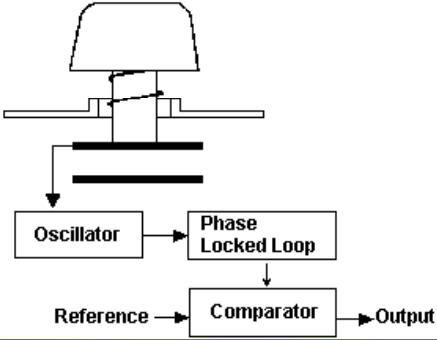 Oscillator
Phase
Locked Loop
Reference
Comparator
Output